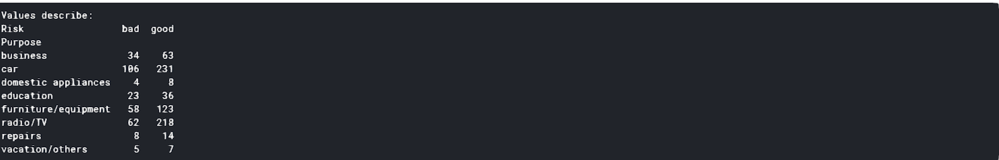 Values describe:
Risk bad good
Purpose
business 34 63
car 106 231
domestic appliances 4 8
education 23 36
furniture/equipment 58 123
radio/TV 62 218
repairs 8 14
vacation/others 5 7